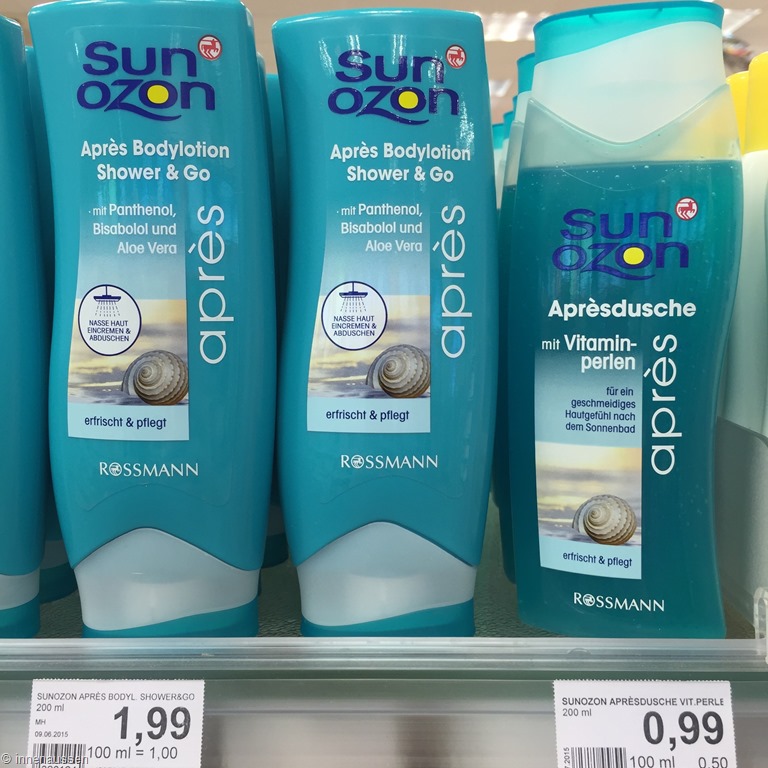 Sun
ozon
Après Bodylotion
Shower & Go
· mit Panthenol,
Bisabolol und
Aloe Vera
après
NASSE HAUT
EINCREMEN &
ABDUSCHEN
erfrischt & pflegt
ROSSMANN
Sun
ozon
Après Bodylotion
Shower & Go
· mit Panthenol,
Bisabolol und
Aloe Vera
après
NASSE HAUT
EINCREMEN &
ABDUSCHEN
erfrischt & pflegt
ROSSMANN
Sun
ozon
Aprèsdusche
mit Vitamin-
perlen
für ein
geschmeidiges
Hautgefühl nach
dem Sonnenbad
après
erfrischt & pflegt
ROSSMANN
SUNOZON APRÈS BODYL. SHOWER&GO
200 ml
MH
09.06.2015
1,99
100 ml = 1,00
SUNOZON APRÈSDUSCHE VIT.PERLE
200 ml
0,99
.2015
100 ml 0,50
© innenaussen